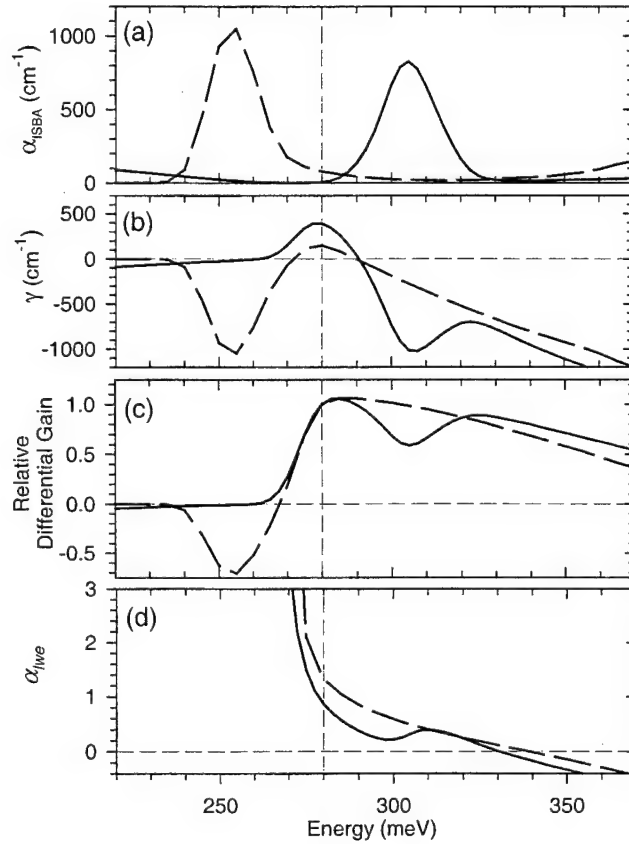 (a)
1000
500
0
α_ISBA (cm⁻¹)
(b)
500
0
-500
-1000
γ (cm⁻¹)
(c)
1.0
0.5
0.0
-0.5
Relative
Differential Gain
(d)
3
2
1
0
α_lwe
250
300
350
Energy (meV)